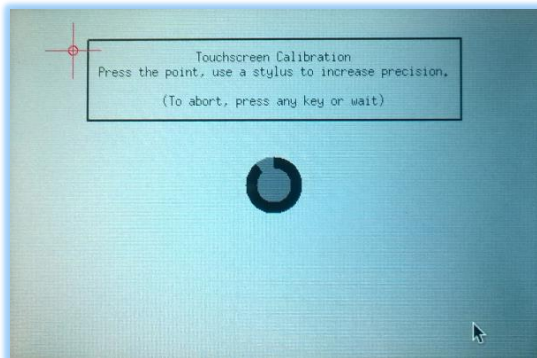 Touchscreen Calibration
Press the point, use a stylus to increase precision.
(To abort, press any key or wait)